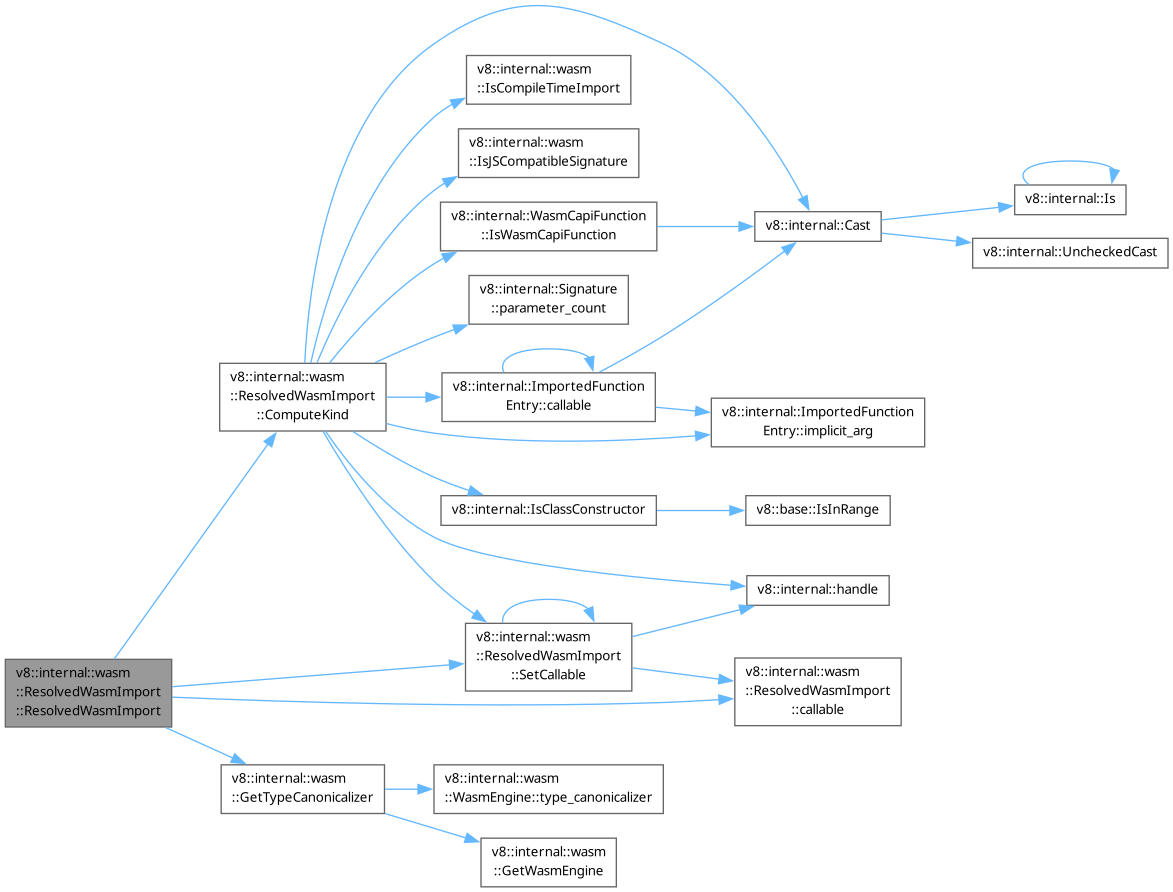 v8::internal::wasm
::IsCompileTimeImport
v8::internal::wasm
::IsJSCompatibleSignature
v8::internal::Is
v8::internal::WasmCapiFunction
::IsWasmCapiFunction
v8::internal::Cast
v8::internal::UncheckedCast
v8::internal::Signature
::parameter_count
v8::internal::wasm
::ResolvedWasmImport
::ComputeKind
v8::internal::ImportedFunction
Entry::callable
v8::internal::ImportedFunction
Entry::implicit_arg
v8::internal::IsClassConstructor
v8::base::IsInRange
v8::internal::handle
v8::internal::wasm
::ResolvedWasmImport
::SetCallable
v8::internal::wasm
::ResolvedWasmImport
::ResolvedWasmImport
v8::internal::wasm
::ResolvedWasmImport
::callable
v8::internal::wasm
::GetTypeCanonicalizer
v8::internal::wasm
::WasmEngine::type_canonicalizer
v8::internal::wasm
::GetWasmEngine